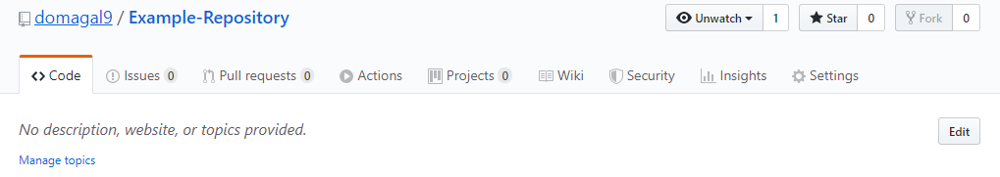 domagal9 / Example-Repository
Unwatch 1 Star 0 Fork 0
Code Issues 0 Pull requests 0 Actions Projects 0 Wiki Security Insights Settings
No description, website, or topics provided.
Edit
Manage topics